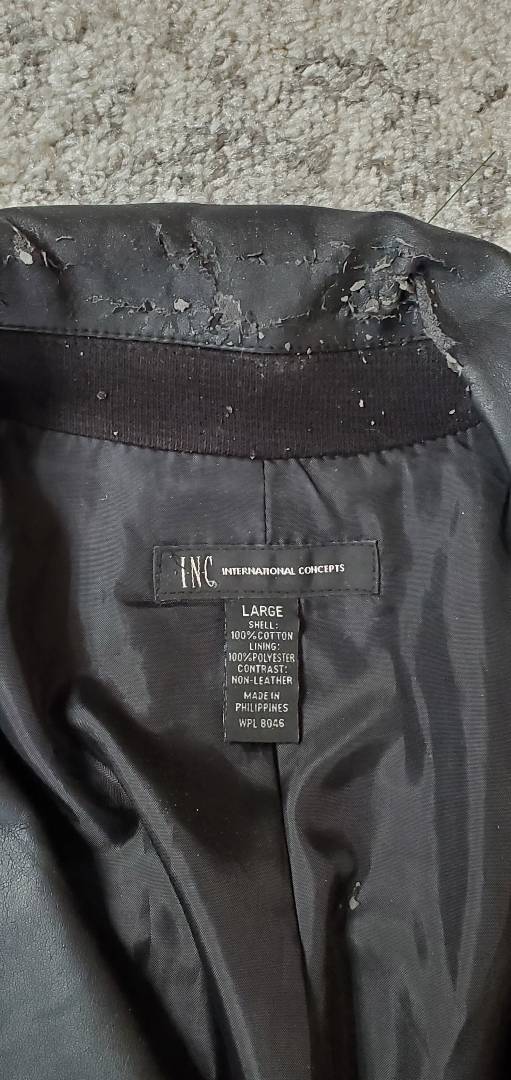 INC INTERNATIONAL CONCEPTS
LARGE
SHELL:
100%COTTON
LINING:
100%POLYESTER
CONTRAST:
NON-LEATHER
MADE IN
PHILIPPINES
WPL 8046